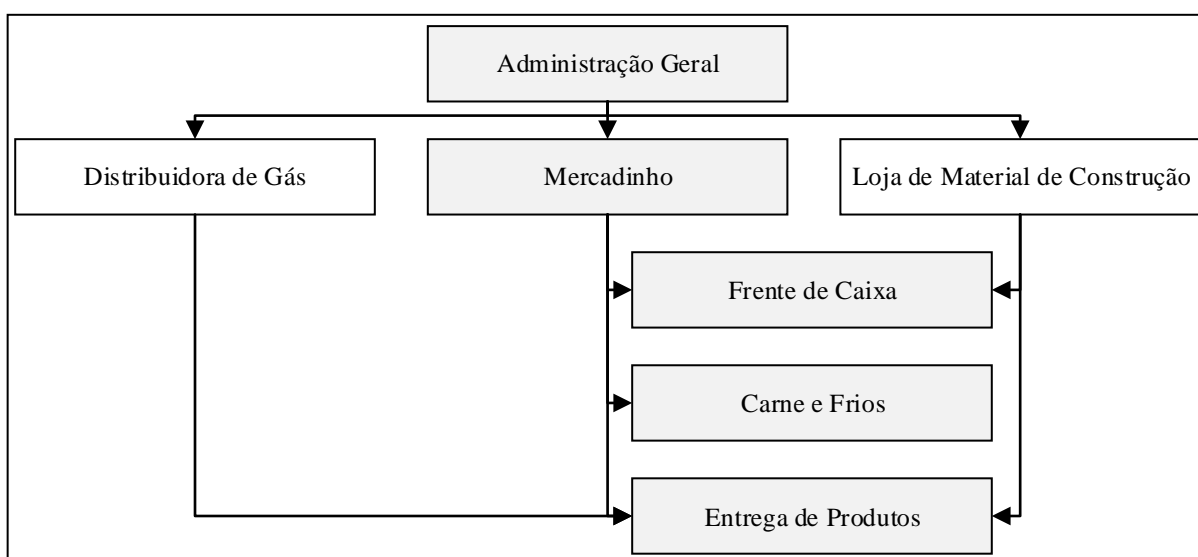 Administração Geral
Distribuidora de Gás
Mercadinho
Loja de Material de Construção
Frente de Caixa
Carne e Frios
Entrega de Produtos